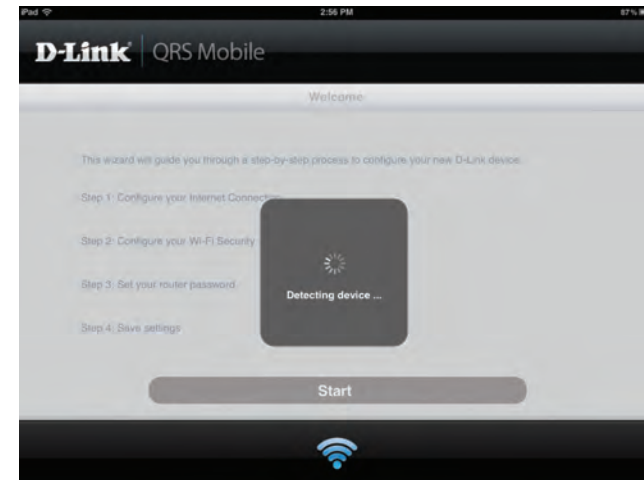 iPad 2:56 PM 87%
D-Link QRS Mobile
Welcome
This wizard will guide you through a step-by-step process to configure your new D-Link device.
Step 1: Configure your Internet Connection
Step 2: Configure your Wi-Fi Security
Step 3: Set your router password
Detecting device ...
Step 4: Save settings
Start